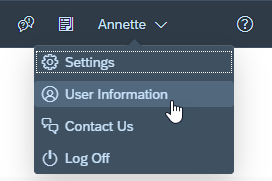 Annette
Settings
User Information
Contact Us
Log Off